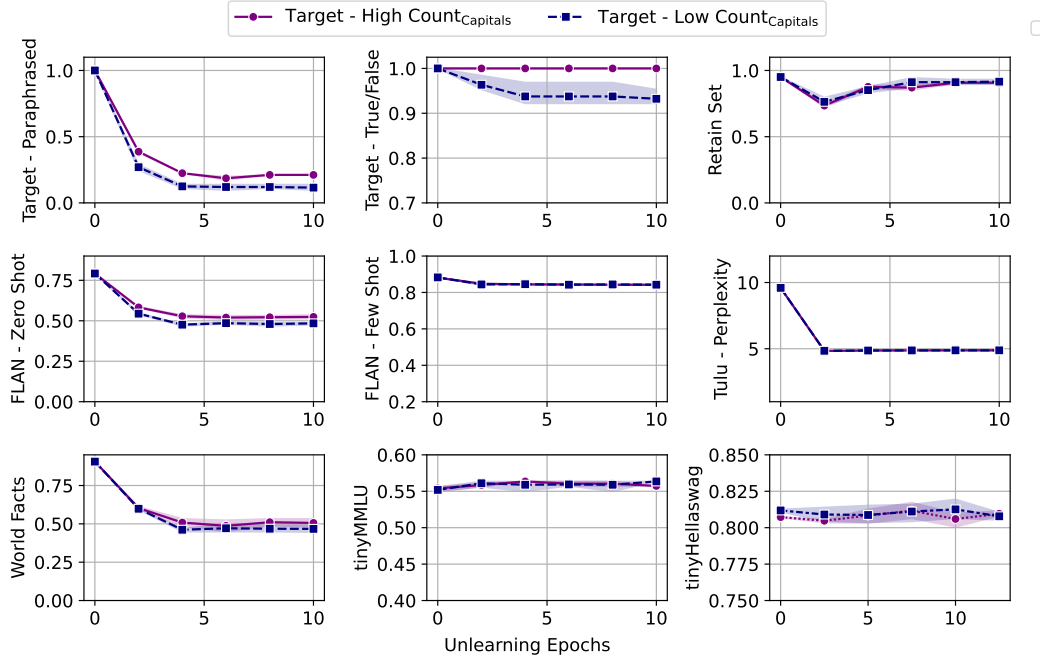 Target - High Count_Capitals Target - Low Count_Capitals
Target - Paraphrased
1.0
0.5
0.0
0 5 10
Target - True/False
1.0
0.9
0.8
0.7
0 5 10
Retain Set
1.0
0.5
0.0
0 5 10
FLAN - Zero Shot
0.75
0.50
0.25
0.00
0 5 10
FLAN - Few Shot
1.0
0.8
0.6
0.4
0.2
0 5 10
Tulu - Perplexity
10
5
0 5 10
World Facts
0.75
0.50
0.25
0.00
0 5 10
tinyMMLU
0.60
0.55
0.50
0.45
0.40
0 5 10
tinyHellaswag
0.850
0.825
0.800
0.775
0.750
0 5 10
Unlearning Epochs